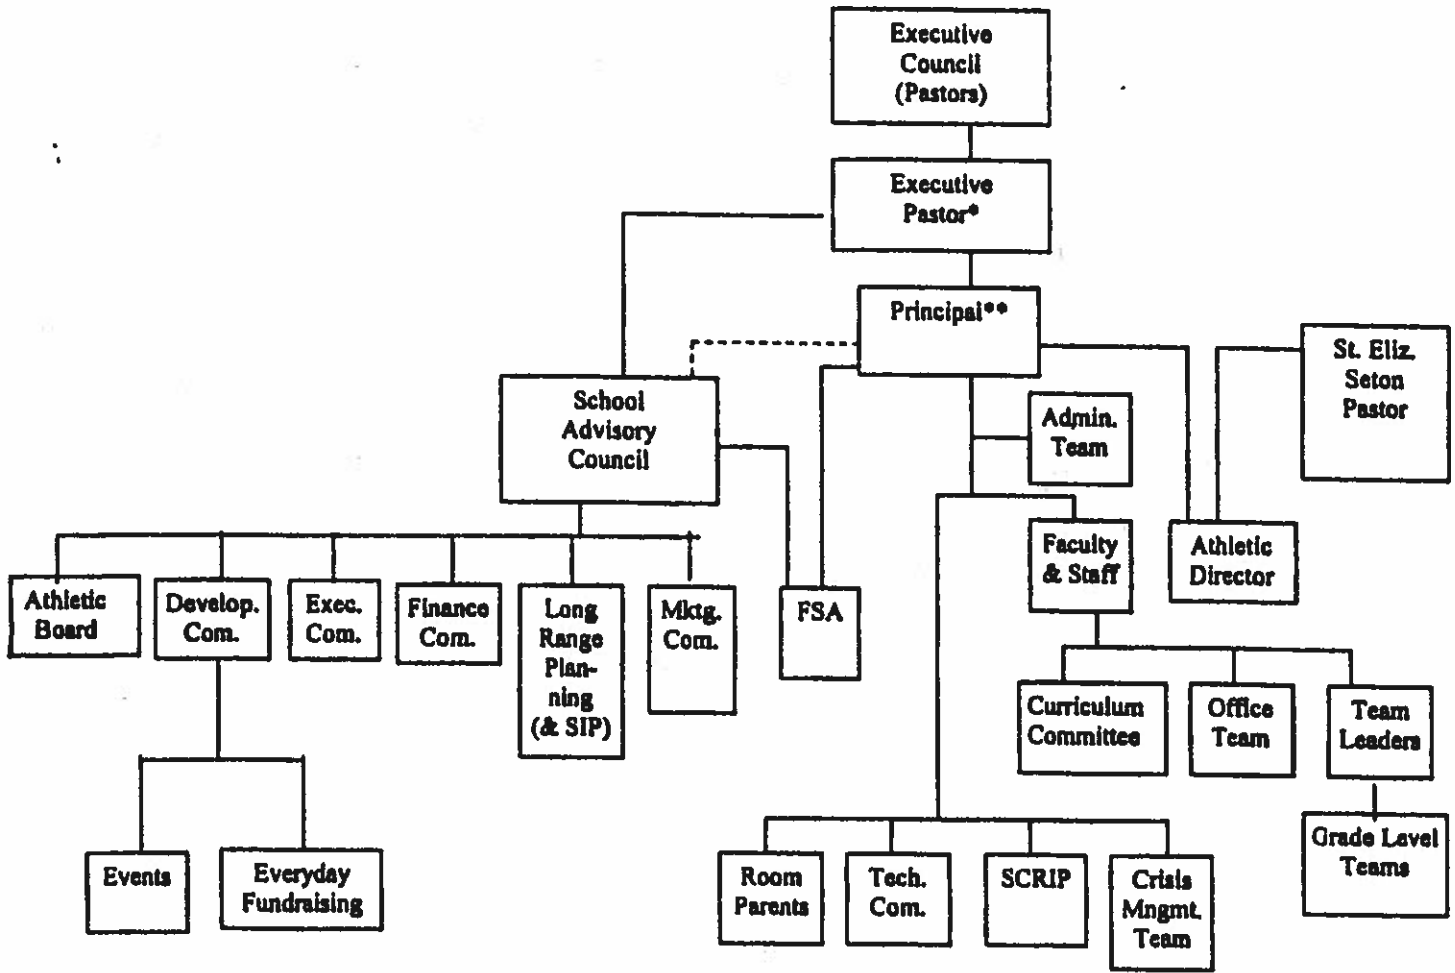 Executive
Council
(Pastors)
Executive
Pastor*
Principal**
St. Eliz.
Seton
Pastor
School
Advisory
Council
Admin.
Team
Faculty
& Staff
Athletic
Director
Athletic
Board
Develop.
Com.
Exec.
Com.
Finance
Com.
Long
Range
Plan-
ning
(& SIP)
Mktg.
Com.
FSA
Curriculum
Committee
Office
Team
Team
Leaders
Grade Level
Teams
Events
Everyday
Fundraising
Room
Parents
Tech.
Com.
SCRIP
Crisis
Mngmt.
Team